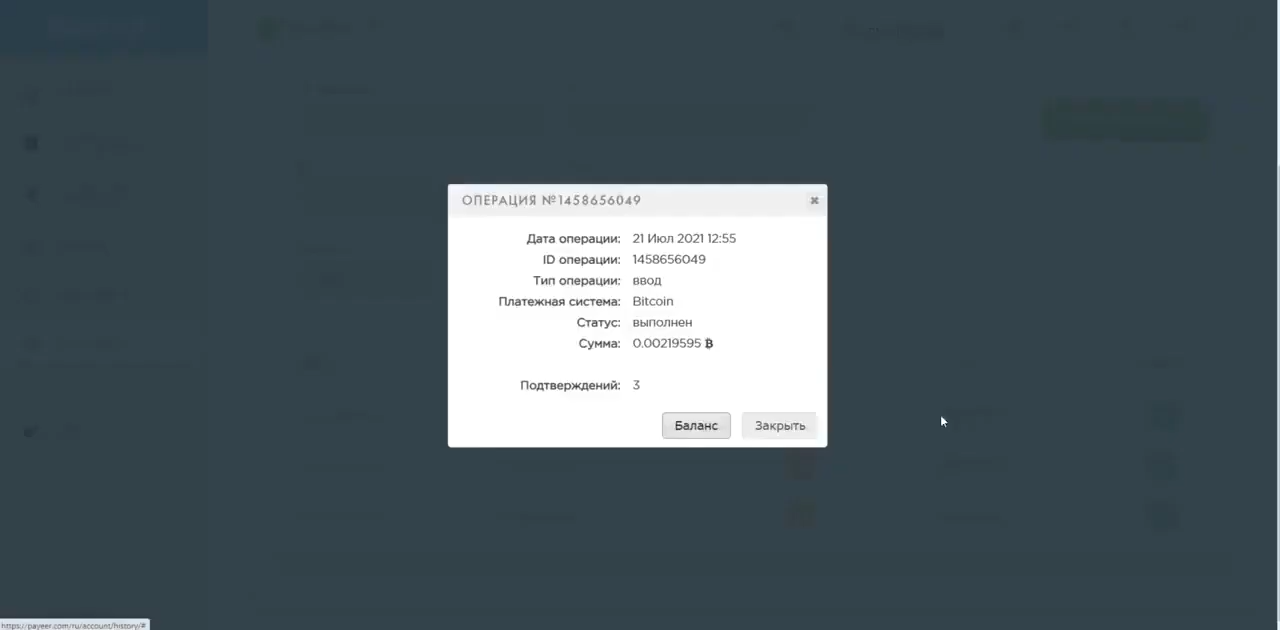 ОПЕРАЦИЯ №1458656049
Дата операции: 21 Июл 2021 12:55
ID операции: 1458656049
Тип операции: ввод
Платежная система: Bitcoin
Статус: выполнен
Сумма: 0.00219595 ₿
Подтверждений: 3
Баланс Закрыть
https://payeer.com/ru/account/history/#